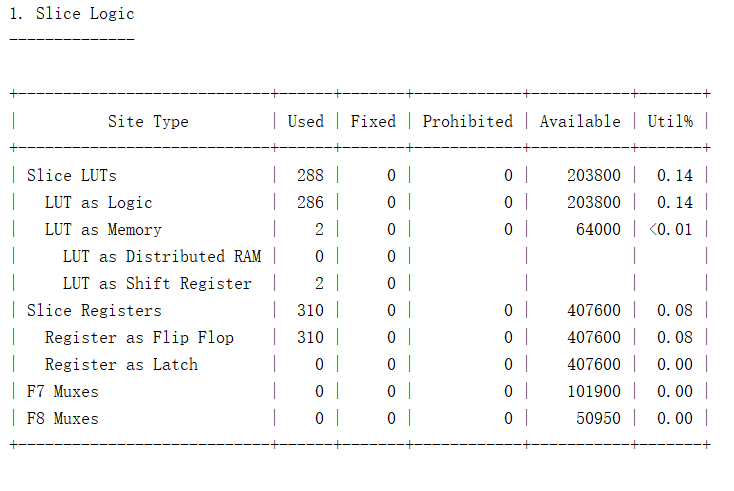 1. Slice Logic
--------------
+----------------------------+------+-------+------------+-----------+-------+
|          Site Type         | Used | Fixed | Prohibited | Available | Util% |
+----------------------------+------+-------+------------+-----------+-------+
| Slice LUTs                 |  288 |     0 |          0 |    203800 |  0.14 |
|   LUT as Logic             |  286 |     0 |          0 |    203800 |  0.14 |
|   LUT as Memory            |    2 |     0 |          0 |     64000 | <0.01 |
|     LUT as Distributed RAM |    0 |     0 |            |           |       |
|     LUT as Shift Register  |    2 |     0 |            |           |       |
| Slice Registers            |  310 |     0 |          0 |    407600 |  0.08 |
|   Register as Flip Flop    |  310 |     0 |          0 |    407600 |  0.08 |
|   Register as Latch        |    0 |     0 |          0 |    407600 |  0.00 |
| F7 Muxes                   |    0 |     0 |          0 |    101900 |  0.00 |
| F8 Muxes                   |    0 |     0 |          0 |     50950 |  0.00 |
+----------------------------+------+-------+------------+-----------+-------+